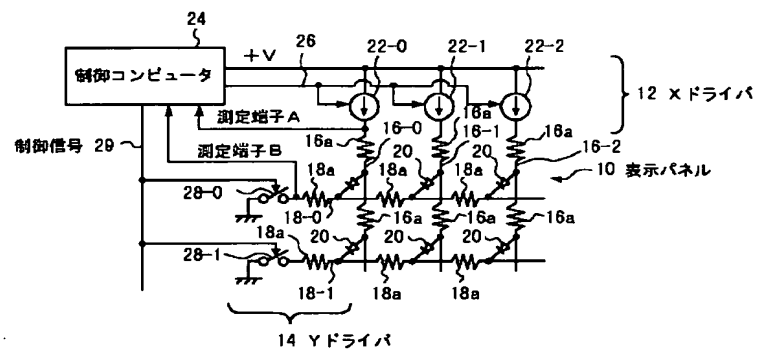 24
+V
26
22-0
22-1
22-2
制御コンピュータ
12 Xドライバ
測定端子A
16a
16-0
16a
16-1
16a
16-2
制御信号 29
測定端子B
18a
20
18a
20
18a
20
10 表示パネル
28-0
18-0
16a
16a
16a
18a
20
20
20
28-1
18-1
18a
18a
14 Yドライバ